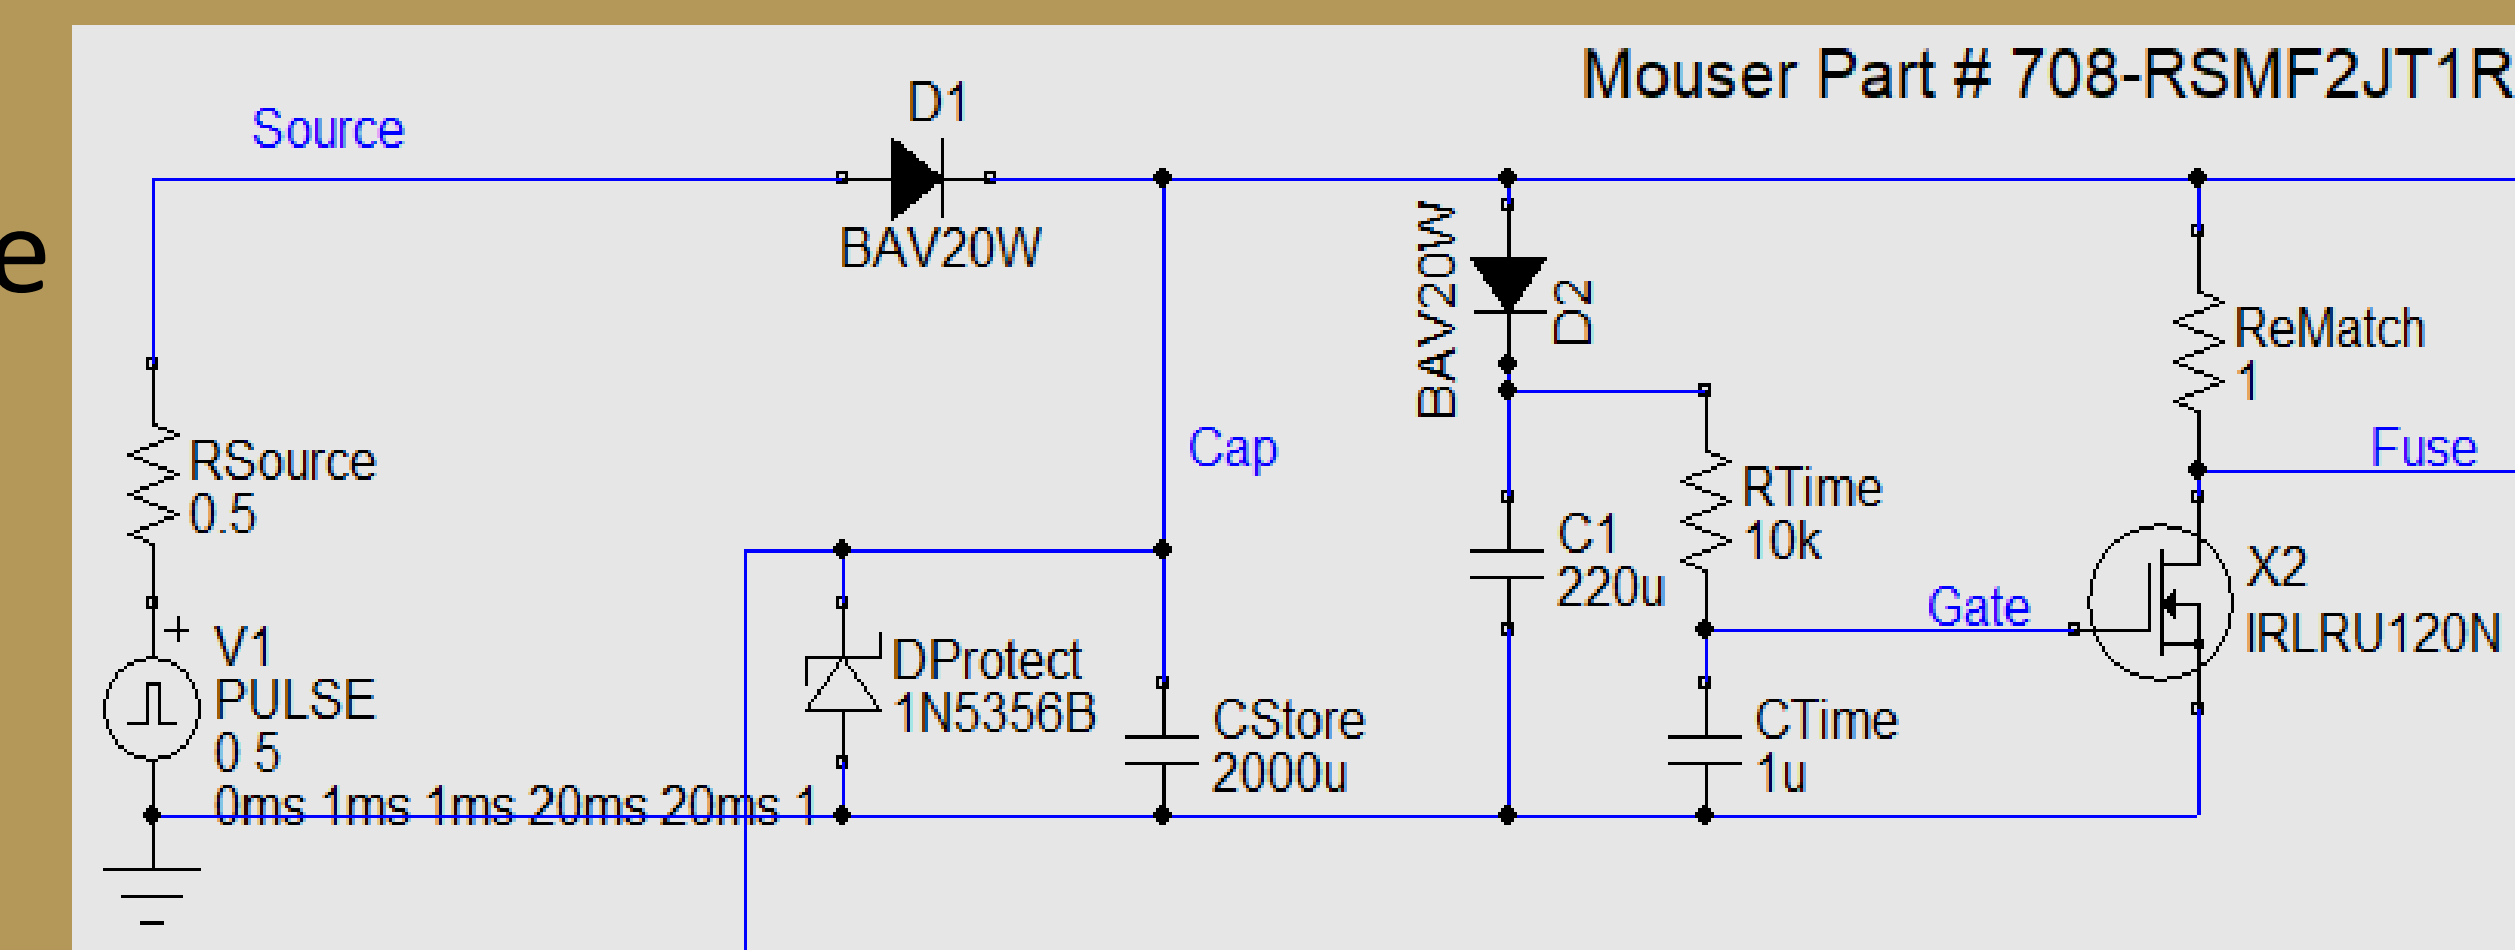 Mouser Part # 708-RSMF2JT1R
D1
Source
BAV20W
e
BAV20W
D2
ReMatch
1
Cap
Fuse
RSource
0.5
RTime
10k
C1
220u
X2
IRLRU120N
Gate
V1
PULSE
0 5
0ms 1ms 1ms 20ms 20ms 1
DProtect
1N5356B
CStore
2000u
CTime
1u
+